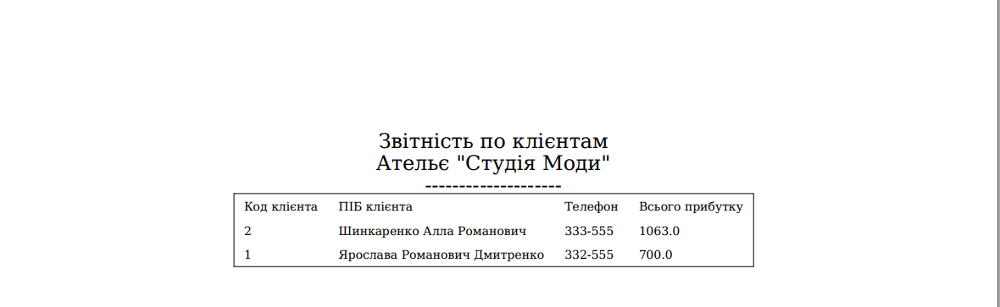 Звітність по клієнтам
Ательє "Студія Моди"
--------------------
Код клієнта ПІБ клієнта Телефон Всього прибутку
2 Шинкаренко Алла Романович 333-555 1063.0
1 Ярослава Романович Дмитренко 332-555 700.0